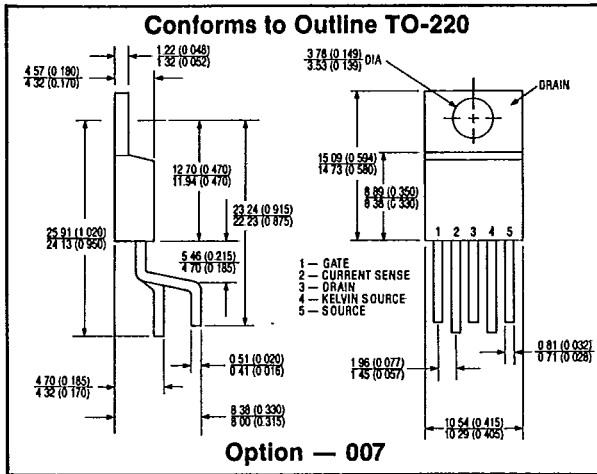 Conforms to Outline TO-220
1.22 (0 048)
1 32 (0 052)
4 57 (0 180)
4 32 (0.170)
3 78 (0 149)
3.53 (0 139)
DIA
DRAIN
12 70 (0 470)
11.94 (0 470)
15 09 (0 594)
14 73 (0 580)
8 89 (0 350)
8 38 (0 330)
23 24 (0 915)
22 23 (0 875)
25 91 (1 020)
24 13 (0 950)
5 46 (0 215)
4 70 (0 185)
1 2 3 4 5
1 — GATE
2 — CURRENT SENSE
3 — DRAIN
4 — KELVIN SOURCE
5 — SOURCE
0 51 (0 020)
0 41 (0 016)
1 96 (0 077)
1 45 (0 057)
0 81 (0 032)
0 71 (0 028)
4 70 (0 185)
4 32 (0 170)
8 38 (0 330)
8 00 (0 315)
10 54 (0 415)
10 29 (0 405)
Option — 007